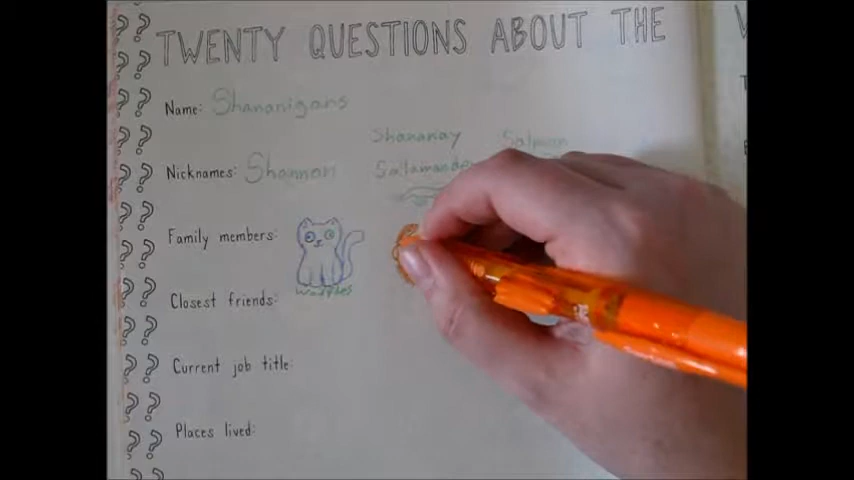 TWENTY QUESTIONS ABOUT THE
Name: Shananigans
Shananay Salmon
Nicknames: Shannon Salamander
Family members:
Waffles
Closest friends:
Current job title:
Places lived: